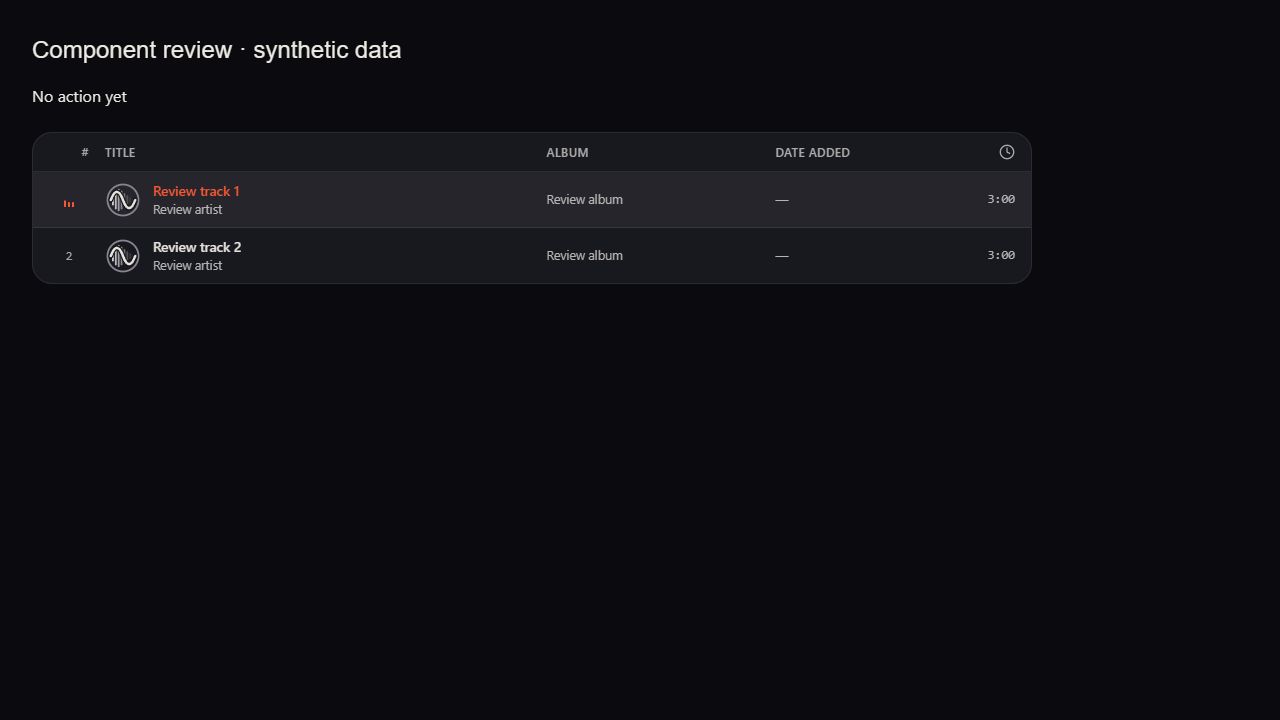 Component review · synthetic data
No action yet
# TITLE ALBUM DATE ADDED
Review track 1
Review artist
Review album
—
3:00
2
Review track 2
Review artist
Review album
—
3:00